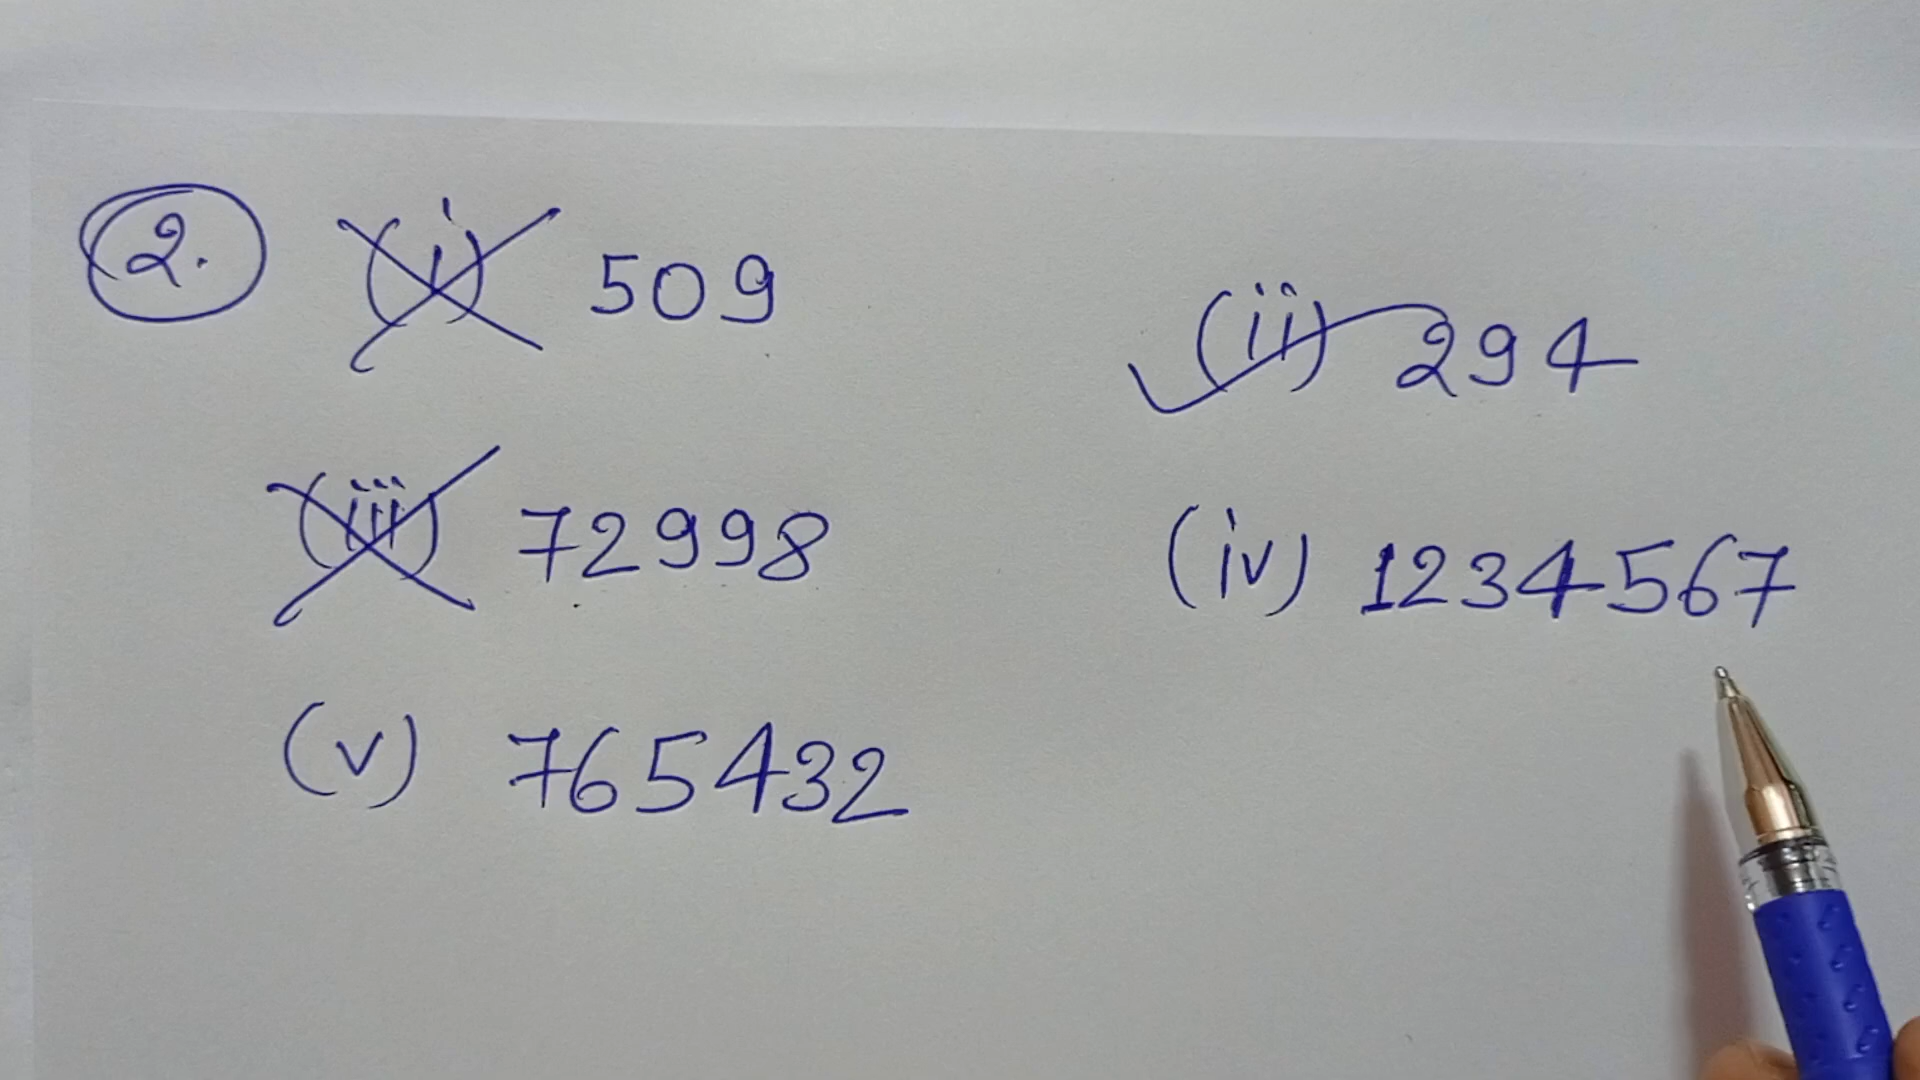 2. (i) 509
(ii) 294
(iii) 72998
(iv) 1234567
(v) 765432